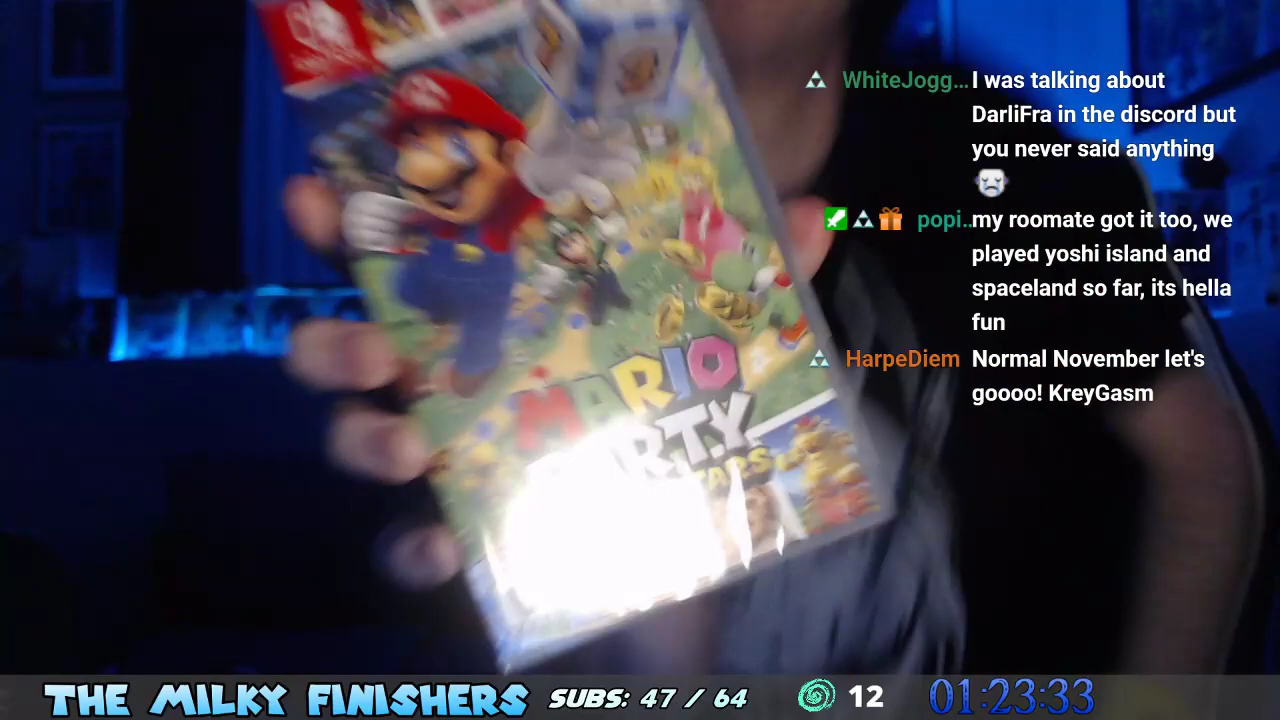 WhiteJogg... I was talking about
DarliFra in the discord but
you never said anything
popi.. my roomate got it too, we
played yoshi island and
spaceland so far, its hella
fun
HarpeDiem Normal November let's
goooo! KreyGasm
MARIO
PARTY
THE MILKY FINISHERS SUBS: 47 / 64 12 01:23:33